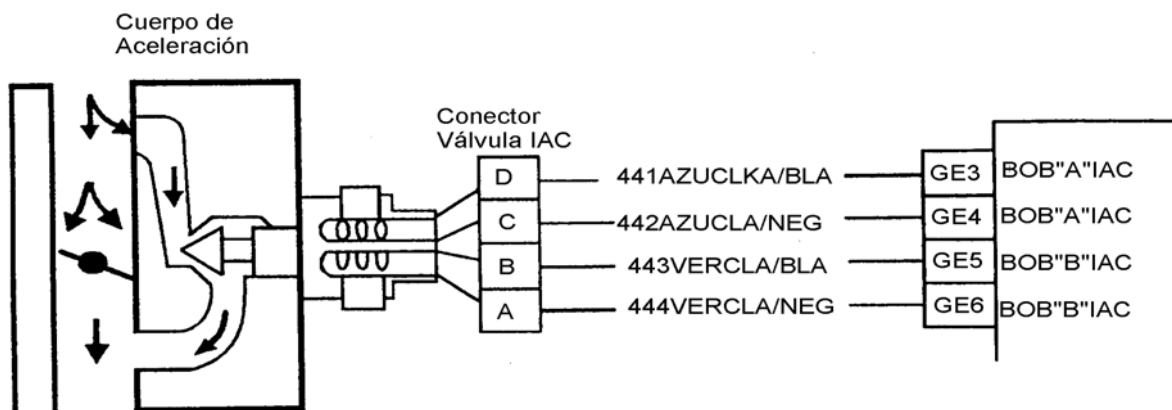 Cuerpo de
Aceleración
Conector
Válvula IAC
D 441AZUCLKA/BLA GE3 BOB"A"IAC
C 442AZUCLA/NEG GE4 BOB"A"IAC
B 443VERCLA/BLA GE5 BOB"B"IAC
A 444VERCLA/NEG GE6 BOB"B"IAC